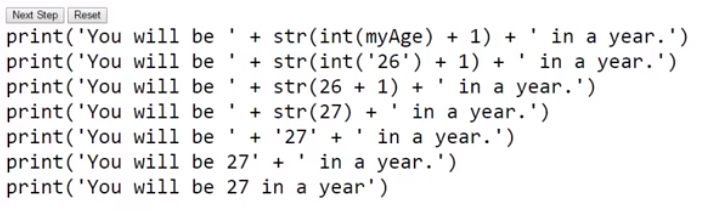 Next Step Reset
print('You will be ' + str(int(myAge) + 1) + ' in a year.')
print('You will be ' + str(int('26') + 1) + ' in a year.')
print('You will be ' + str(26 + 1) + ' in a year.')
print('You will be ' + str(27) + ' in a year.')
print('You will be ' + '27' + ' in a year.')
print('You will be 27' + ' in a year.')
print('You will be 27 in a year')